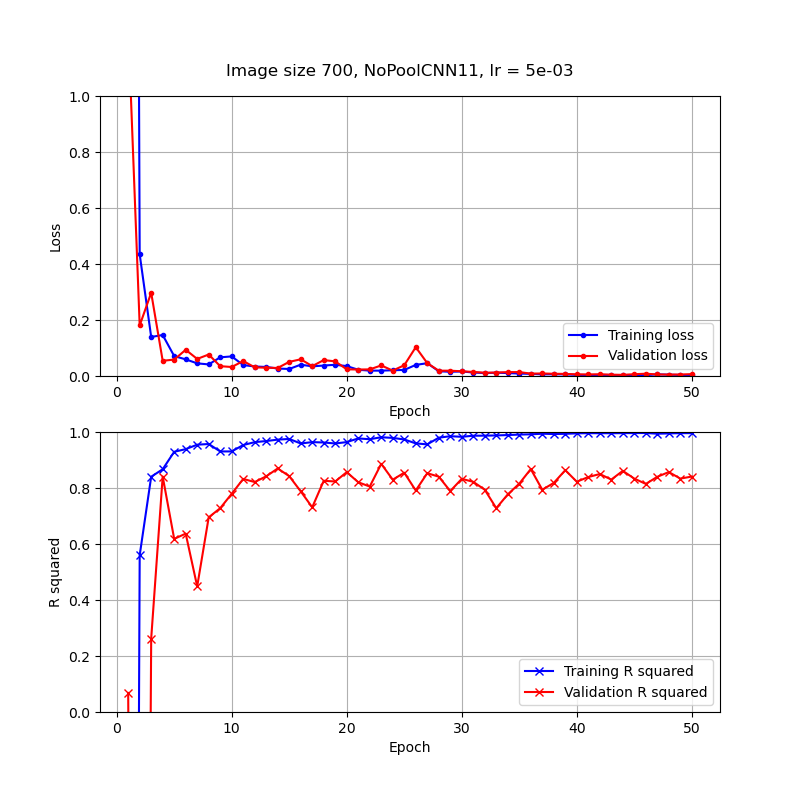 Image size 700, NoPoolCNN11, lr = 5e-03
1.0
0.8
0.6
0.4
0.2
0.0
Loss
Training loss
Validation loss
0 10 20 30 40 50
Epoch
1.0
0.8
0.6
0.4
0.2
0.0
R squared
Training R squared
Validation R squared
0 10 20 30 40 50
Epoch